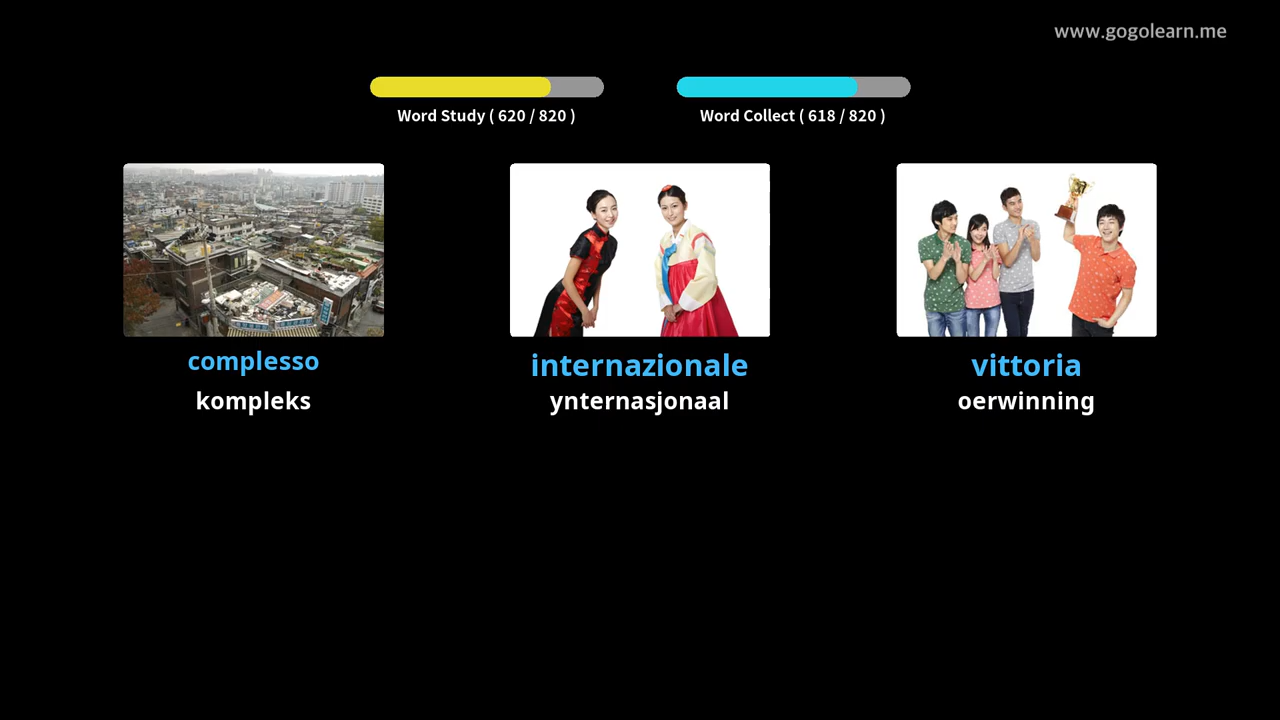 www.gogolearn.me
Word Study ( 620 / 820 )
Word Collect ( 618 / 820 )
complesso
kompleks
internazionale
ynternasjonaal
vittoria
oerwinning